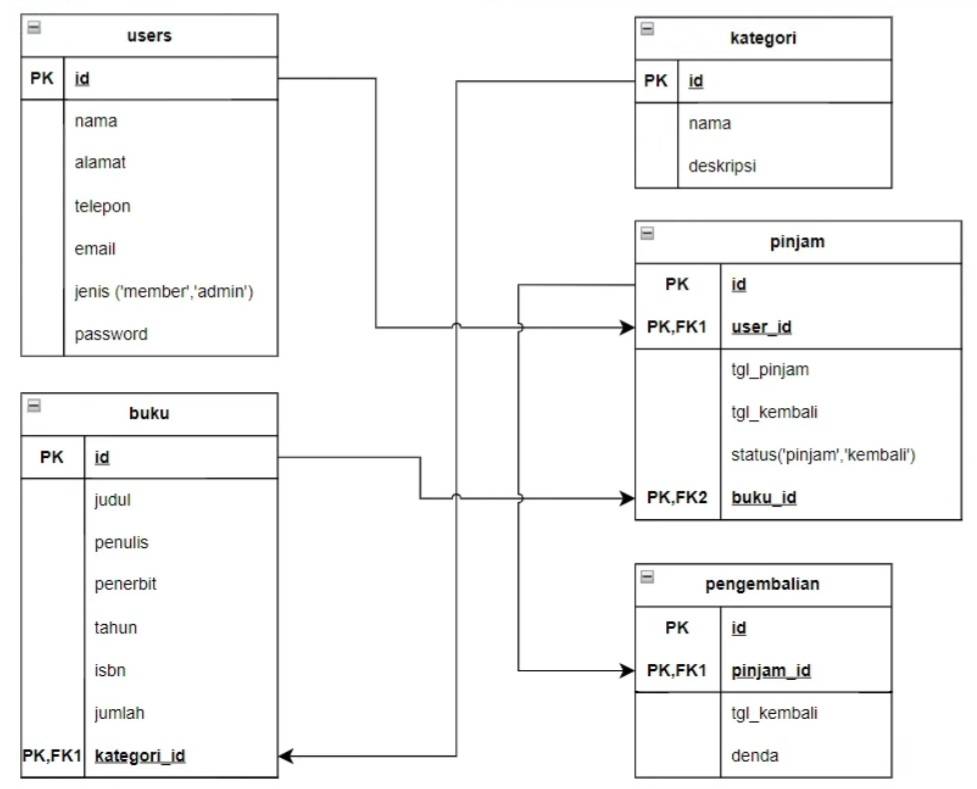 users
PK id
nama
alamat
telepon
email
jenis ('member','admin')
password
buku
PK id
judul
penulis
penerbit
tahun
isbn
jumlah
PK,FK1 kategori_id
kategori
PK id
nama
deskripsi
pinjam
PK id
PK,FK1 user_id
tgl_pinjam
tgl_kembali
status('pinjam','kembali')
PK,FK2 buku_id
pengembalian
PK id
PK,FK1 pinjam_id
tgl_kembali
denda